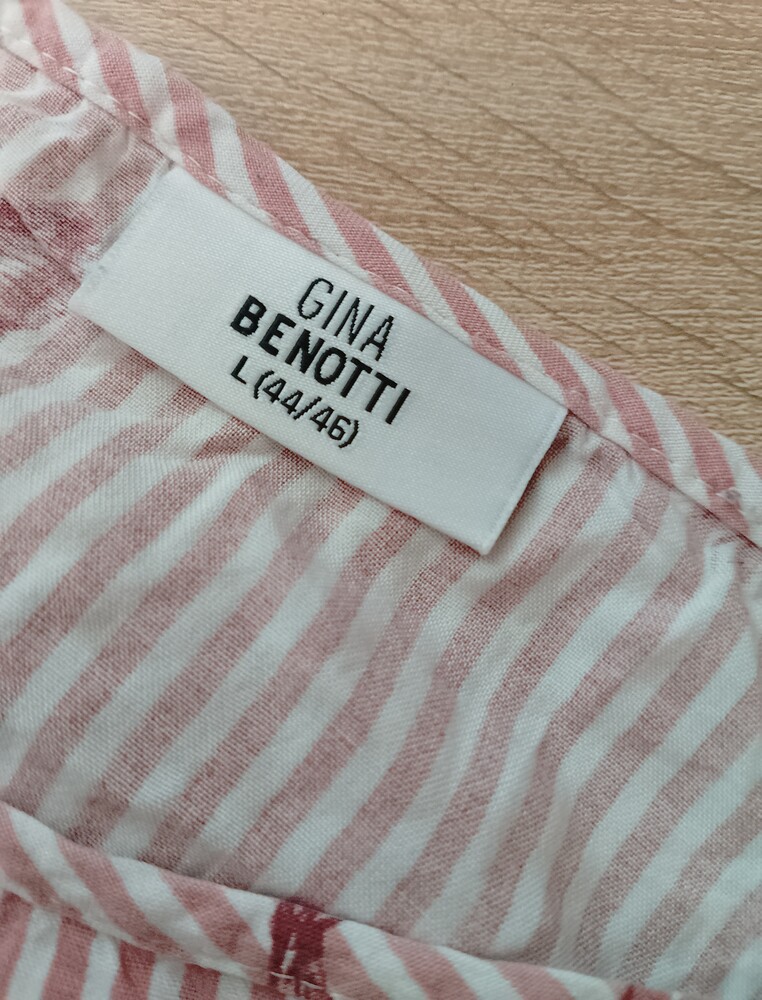 GINA
BENOTTI
L (44/46)